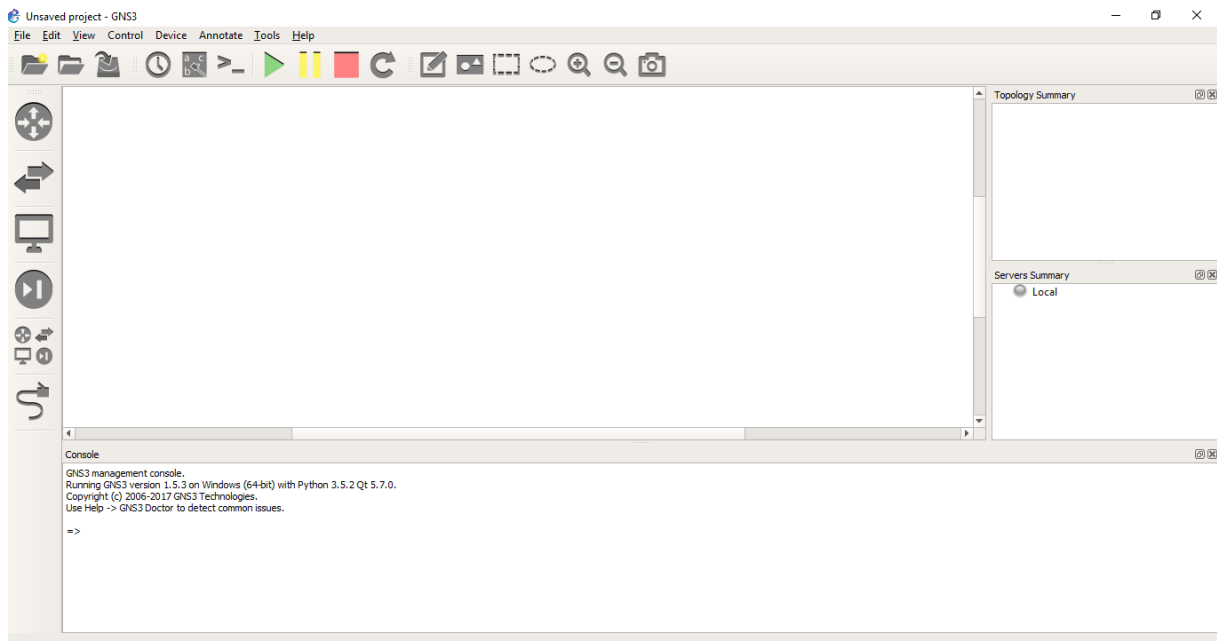 Unsaved project - GNS3
File Edit View Control Device Annotate Tools Help
Topology Summary
Servers Summary
Local
Console
GNS3 management console.
Running GNS3 version 1.5.3 on Windows (64-bit) with Python 3.5.2 Qt 5.7.0.
Copyright (c) 2006-2017 GNS3 Technologies.
Use Help -> GNS3 Doctor to detect common issues.
=>